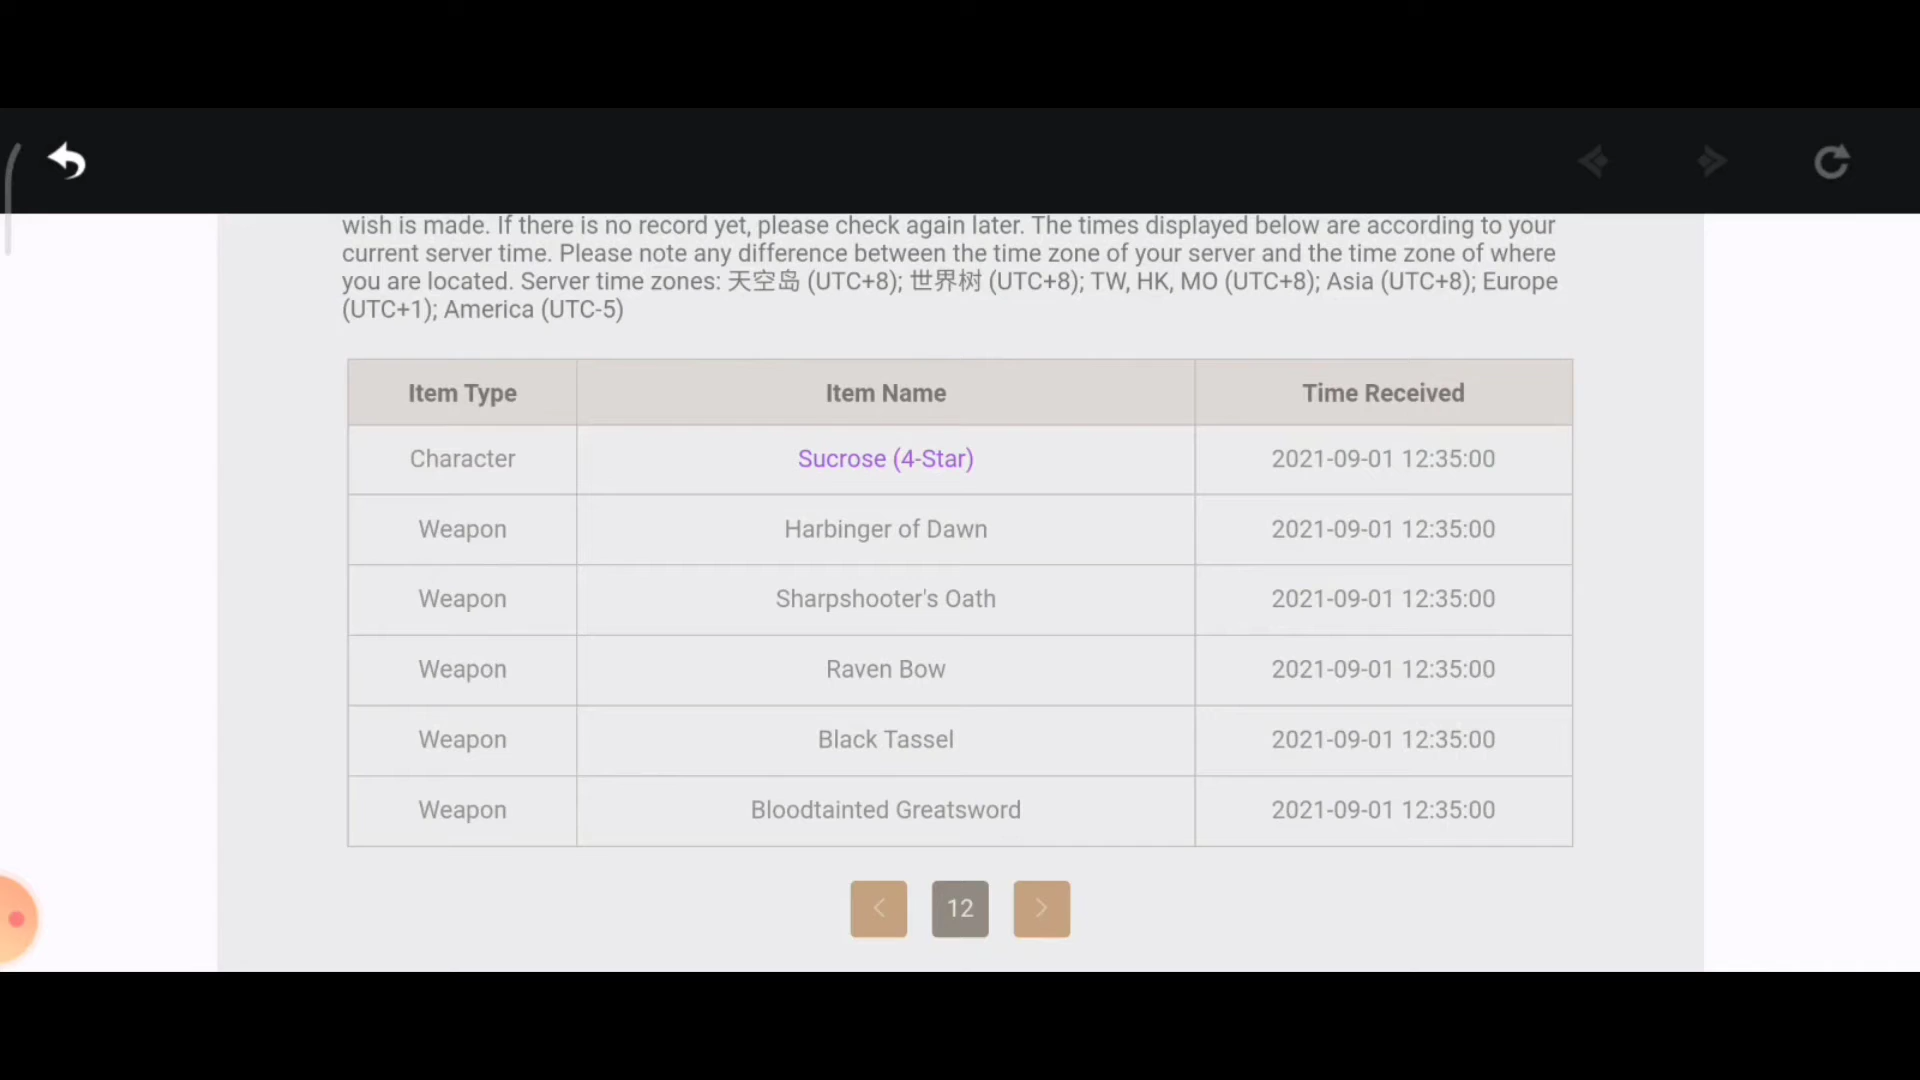 wish is made. If there is no record yet, please check again later. The times displayed below are according to your
current server time. Please note any difference between the time zone of your server and the time zone of where
you are located. Server time zones: 天空岛 (UTC+8); 世界树 (UTC+8); TW, HK, MO (UTC+8); Asia (UTC+8); Europe
(UTC+1); America (UTC-5)
Item Type Item Name Time Received
Character Sucrose (4-Star) 2021-09-01 12:35:00
Weapon Harbinger of Dawn 2021-09-01 12:35:00
Weapon Sharpshooter's Oath 2021-09-01 12:35:00
Weapon Raven Bow 2021-09-01 12:35:00
Weapon Black Tassel 2021-09-01 12:35:00
Weapon Bloodtainted Greatsword 2021-09-01 12:35:00
12